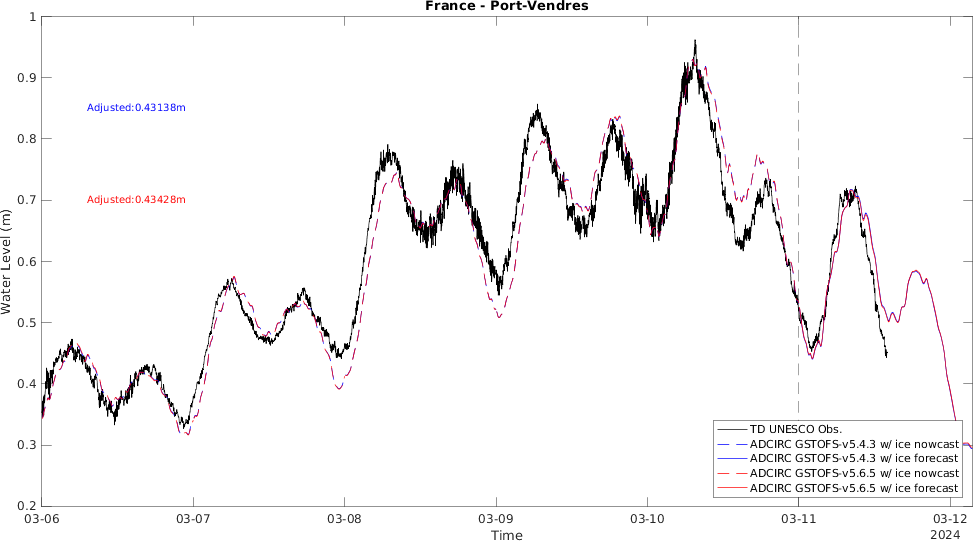 France - Port-Vendres
Water Level (m)
1
0.9
0.8
0.7
0.6
0.5
0.4
0.3
0.2
Adjusted:0.43138m
Adjusted:0.43428m
TD UNESCO Obs.
ADCIRC GSTOFS-v5.4.3 w/ ice nowcast
ADCIRC GSTOFS-v5.4.3 w/ ice forecast
ADCIRC GSTOFS-v5.6.5 w/ ice nowcast
ADCIRC GSTOFS-v5.6.5 w/ ice forecast
03-06 03-07 03-08 03-09 03-10 03-11 03-12
Time
2024